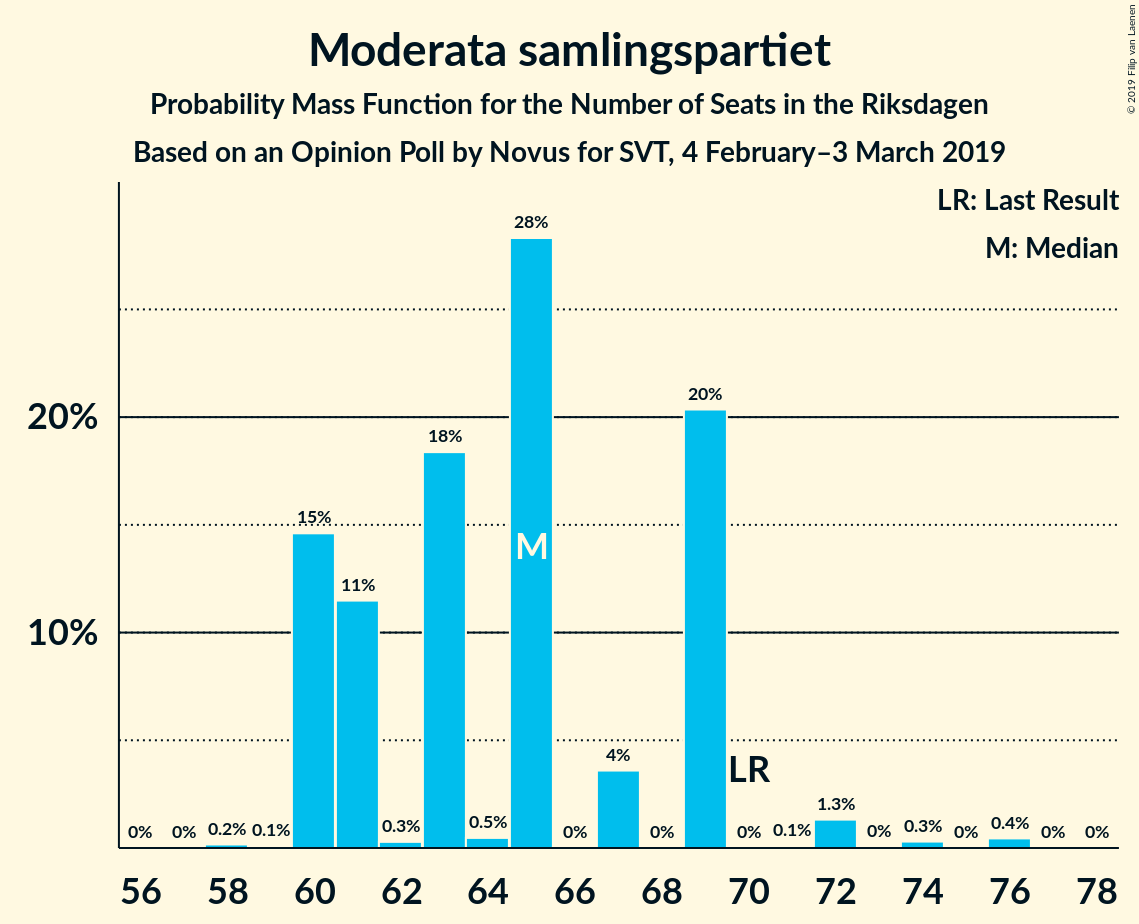 Moderata samlingspartiet
Probability Mass Function for the Number of Seats in the Riksdagen
Based on an Opinion Poll by Novus for SVT, 4 February–3 March 2019
© 2019 Filip van Laenen
LR: Last Result
M: Median
20%
10%
0% 0% 0.2% 0.1% 15% 11% 0.3% 18% 0.5% 28% 0% 4% 0% 20% 0% 0.1% 1.3% 0% 0.3% 0% 0.4% 0% 0%
M
LR
56 58 60 62 64 66 68 70 72 74 76 78